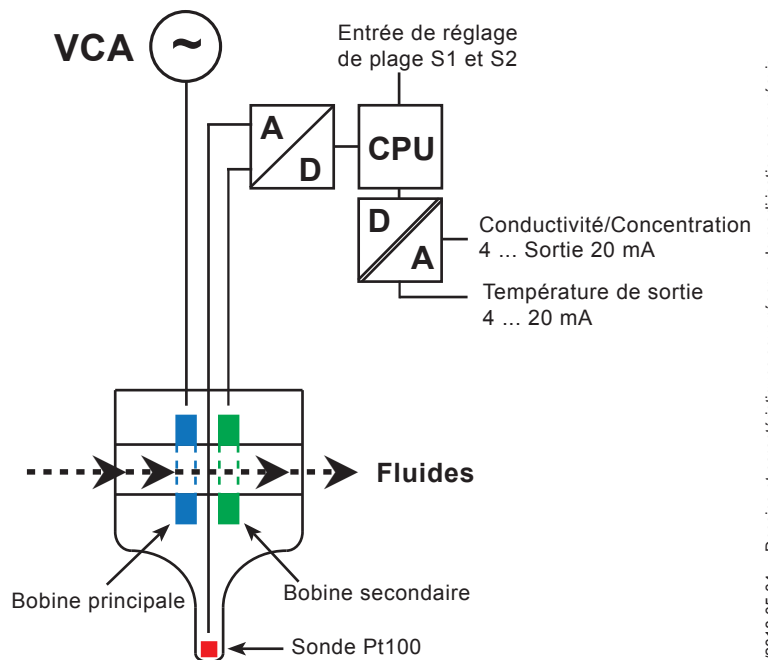 VCA
~
Entrée de réglage
de plage S1 et S2
A
D
CPU
D
A
Conductivité/Concentration
4 ... Sortie 20 mA
Température de sortie
4 ... 20 mA
Fluides
Bobine principale
Bobine secondaire
Sonde Pt100